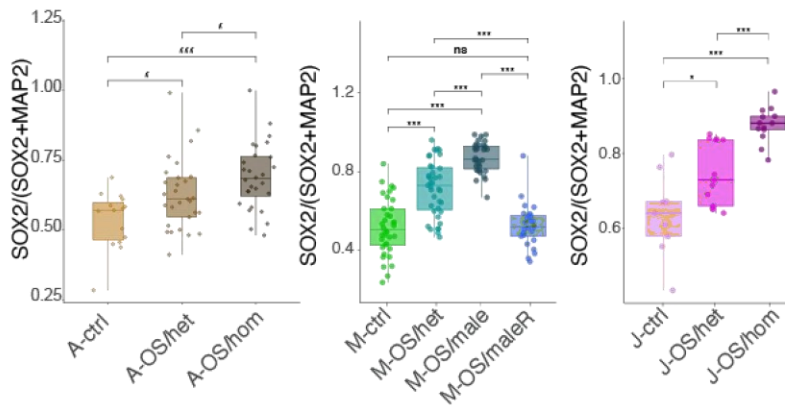 1.25
1.00
0.75
0.50
0.25
SOX2/(SOX2+MAP2)
£
£££
£
A-ctrl
A-OS/het
A-OS/hom
1.2
0.8
0.4
SOX2/(SOX2+MAP2)
***
ns
***
***
***
***
M-ctrl
M-OS/het
M-OS/male
M-OS/maleR
1.0
0.8
0.6
SOX2/(SOX2+MAP2)
***
***
*
J-ctrl
J-OS/het
J-OS/hom